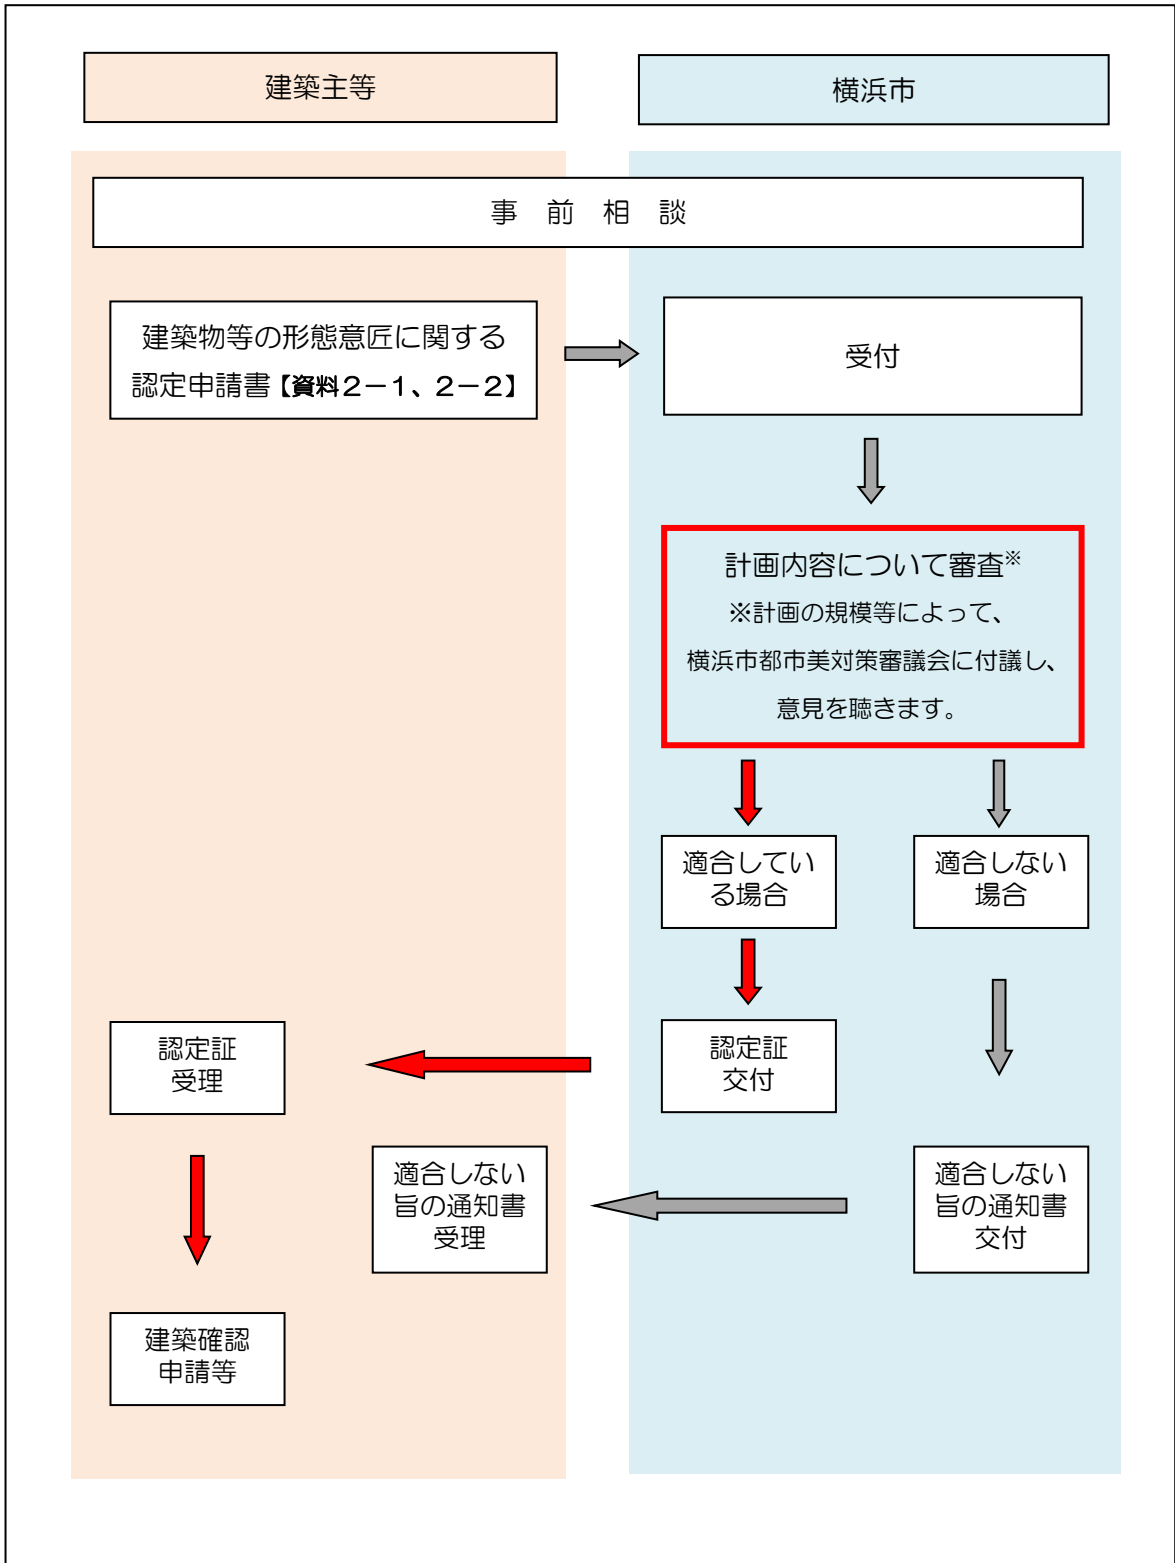 建築主等
横浜市
事　前　相　談
建築物等の形態意匠に関する
認定申請書【資料２－１、２－２】
受付
計画内容について審査※
※計画の規模等によって、
横浜市都市美対策審議会に付議し、
意見を聴きます。
適合してい
る場合
適合しない
場合
認定証
受理
認定証
交付
適合しない
旨の通知書
受理
適合しない
旨の通知書
交付
建築確認
申請等